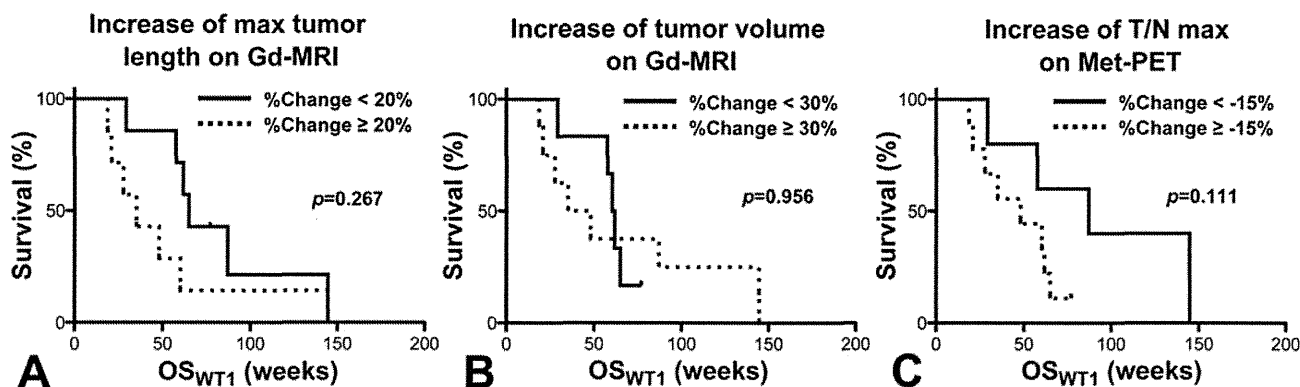 Increase of max tumor
length on Gd-MRI
%Change < 20%
%Change ≥ 20%
Survival (%)
100
50
0
p=0.267
0 50 100 150 200
OSWT1 (weeks)
A
Increase of tumor volume
on Gd-MRI
%Change < 30%
%Change ≥ 30%
Survival (%)
100
50
0
p=0.956
0 50 100 150 200
OSWT1 (weeks)
B
Increase of T/N max
on Met-PET
%Change < -15%
%Change ≥ -15%
Survival (%)
100
50
0
p=0.111
0 50 100 150 200
OSWT1 (weeks)
C